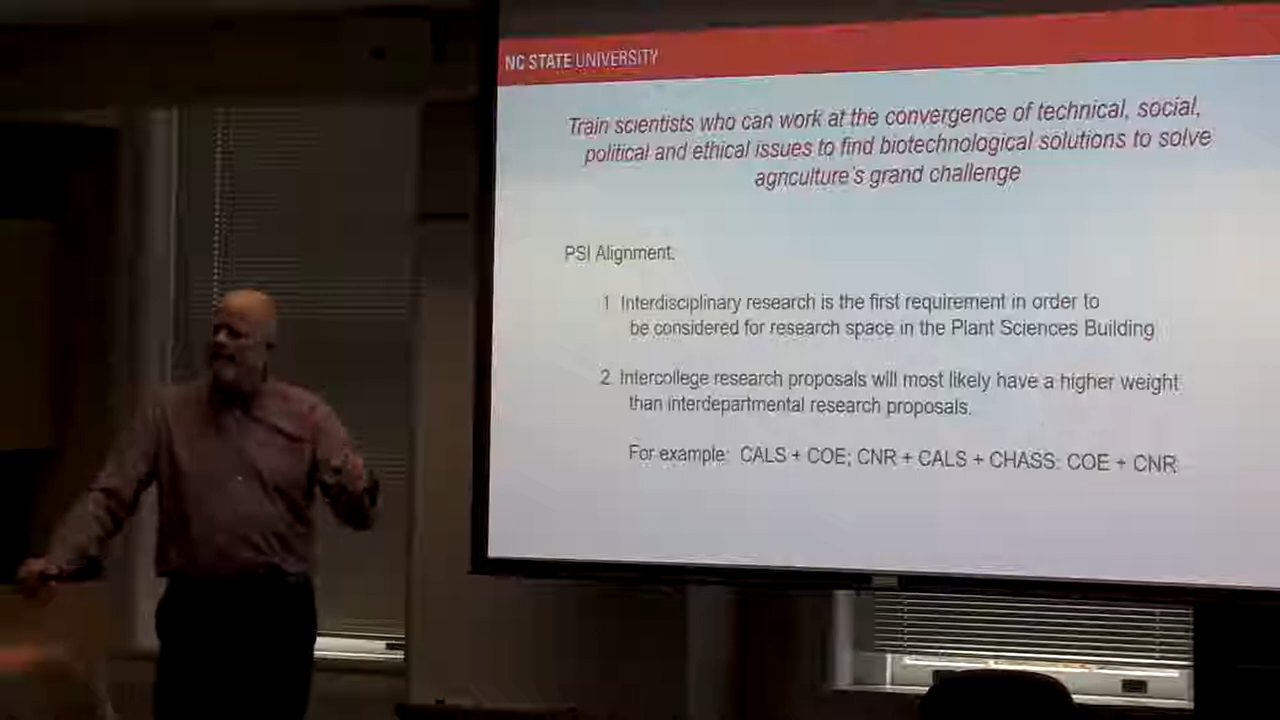 NC STATE UNIVERSITY
Train scientists who can work at the convergence of technical, social,
political and ethical issues to find biotechnological solutions to solve
agriculture's grand challenge
PSI Alignment:
1 Interdisciplinary research is the first requirement in order to
be considered for research space in the Plant Sciences Building
2. Intercollege research proposals will most likely have a higher weight
than interdepartmental research proposals.
For example: CALS + COE; CNR + CALS + CHASS: COE + CNR